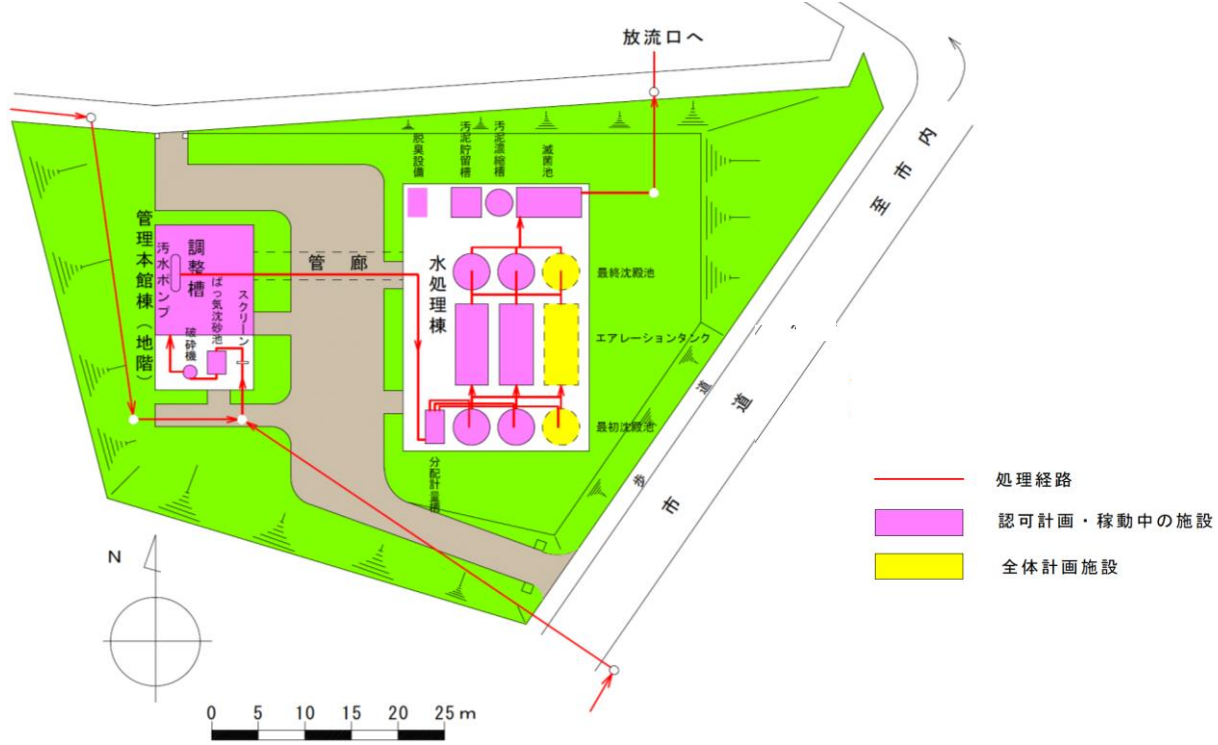 放流口へ
脱臭設備
汚泥貯留槽
汚泥濃縮槽
滅菌池
至市内
管理本館棟(地階)
汚水ポンプ
調整槽
ばっ気沈砂池
スクリーン
破砕機
管廊
水処理棟
最終沈殿池
エアレーションタンク
最初沈殿池
分配計量槽
歩道
市道
N
0 5 10 15 20 25m
処理経路
認可計画・稼動中の施設
全体計画施設